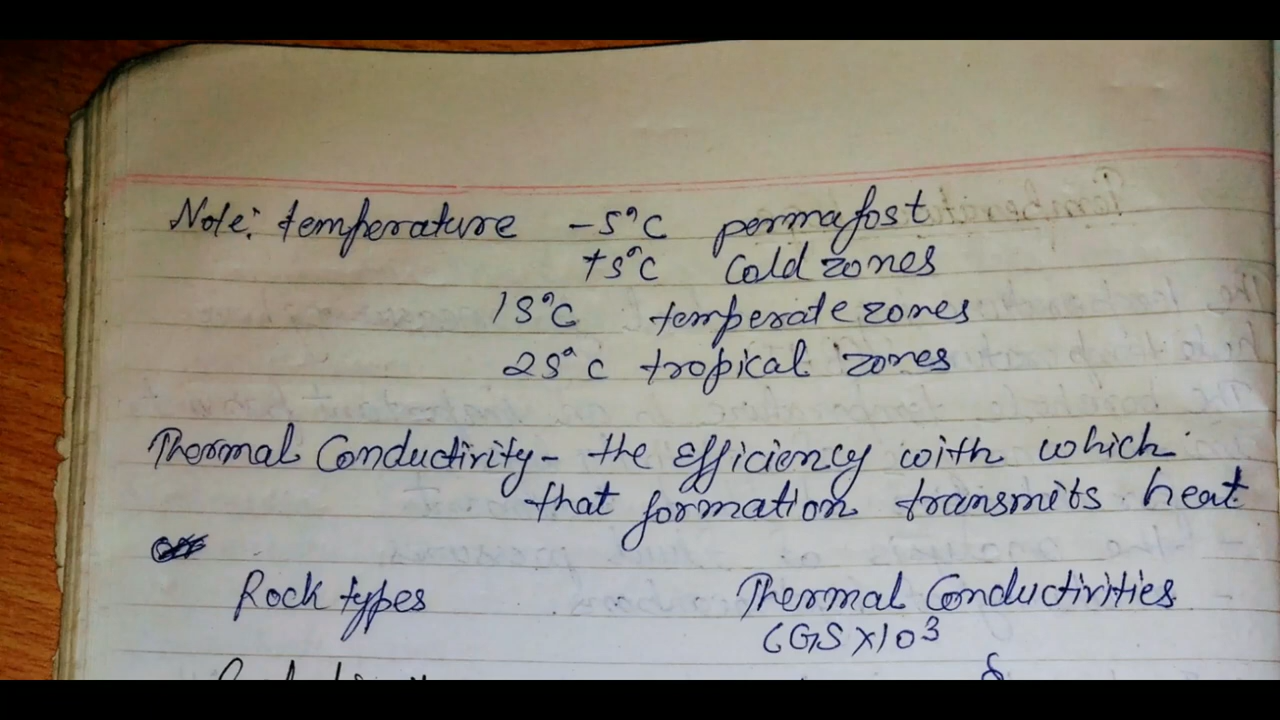 Note: temperature -5°C permafost
+5°C Cold zones
15°C temperate zones
25°C tropical zones
Thermal Conductivity - the efficiency with which
that formation transmits heat
Rock types Thermal Conductivities
CGS X103